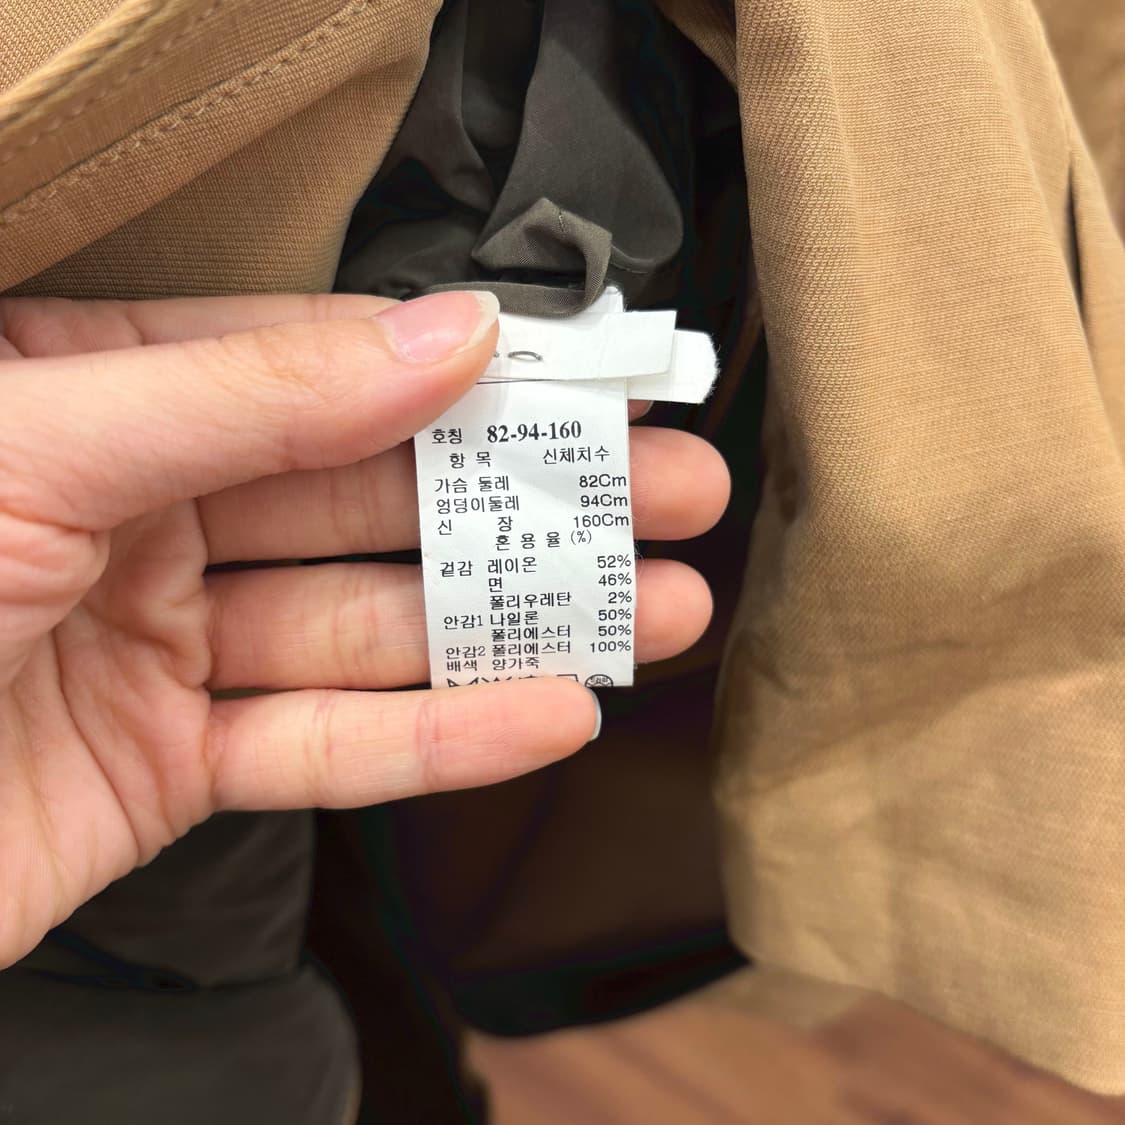 호칭 82-94-160
항 목 신체치수
가슴 둘레 82Cm
엉덩이둘레 94Cm
신 장 160Cm
혼 용 율 (%)
겉감 레이온 52%
면 46%
폴리우레탄 2%
안감1 나일론 50%
폴리에스터 50%
안감2 폴리에스터 100%
배색 양가죽